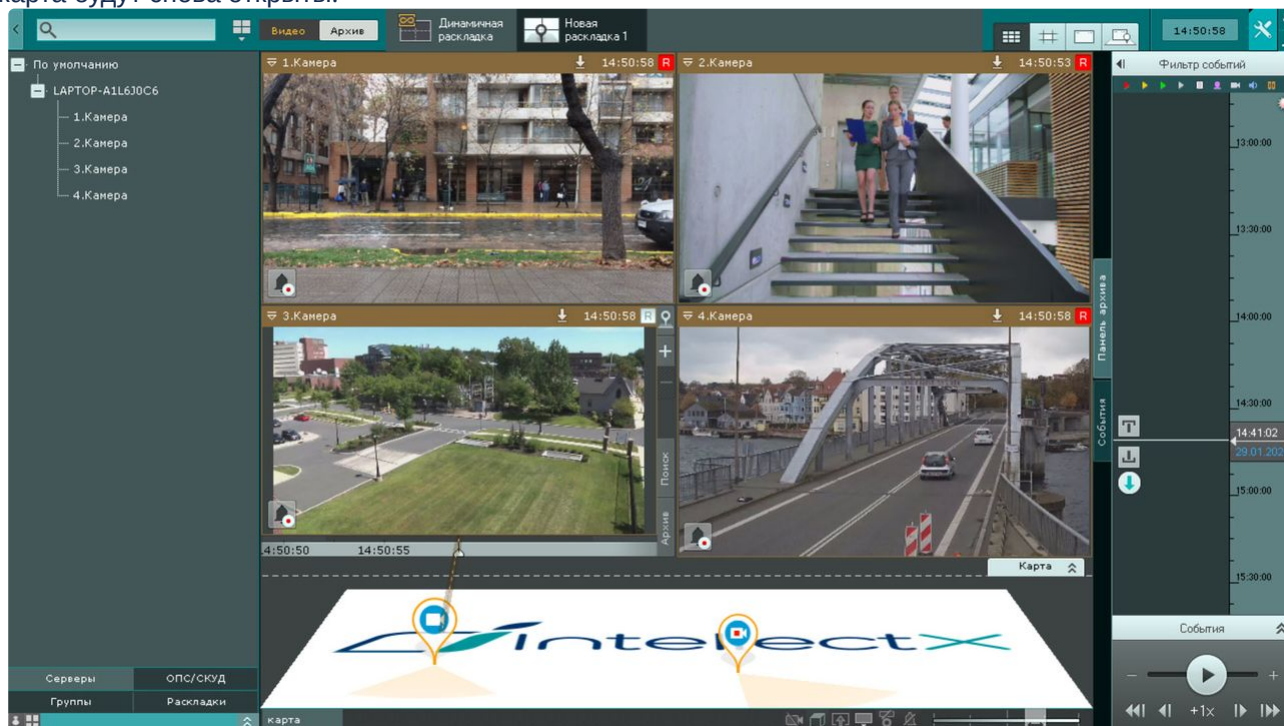 карта будут снова открыты.
Видео
Архив
Динамичная
раскладка
Новая
раскладка 1
14:50:58
По умолчанию
LAPTOP-A1L6J0C6
1.Камера
2.Камера
3.Камера
4.Камера
1.Камера
14:50:58 R
2.Камера
14:50:53 R
3.Камера
14:50:58 R
4.Камера
14:50:58 R
Поиск
Архив
4:50:50
14:50:55
Карта
intellectX
карта
Панель архива
События
Фильтр событий
13:00:00
13:30:00
14:00:00
14:30:00
14:41:02
29.01.202
15:00:00
15:30:00
События
+1x
Серверы
ОПС/СКУД
Группы
Раскладки